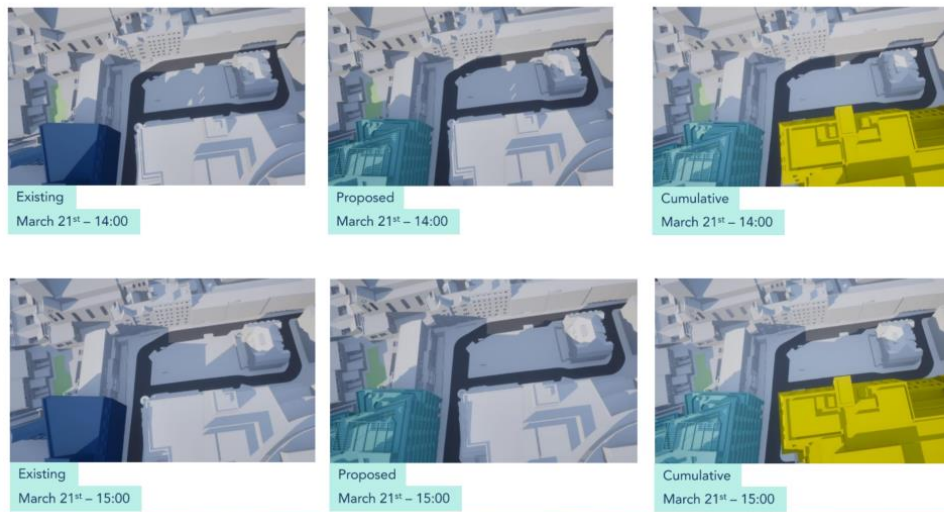 Existing
March 21st – 14:00
Proposed
March 21st – 14:00
Cumulative
March 21st – 14:00
Existing
March 21st – 15:00
Proposed
March 21st – 15:00
Cumulative
March 21st – 15:00